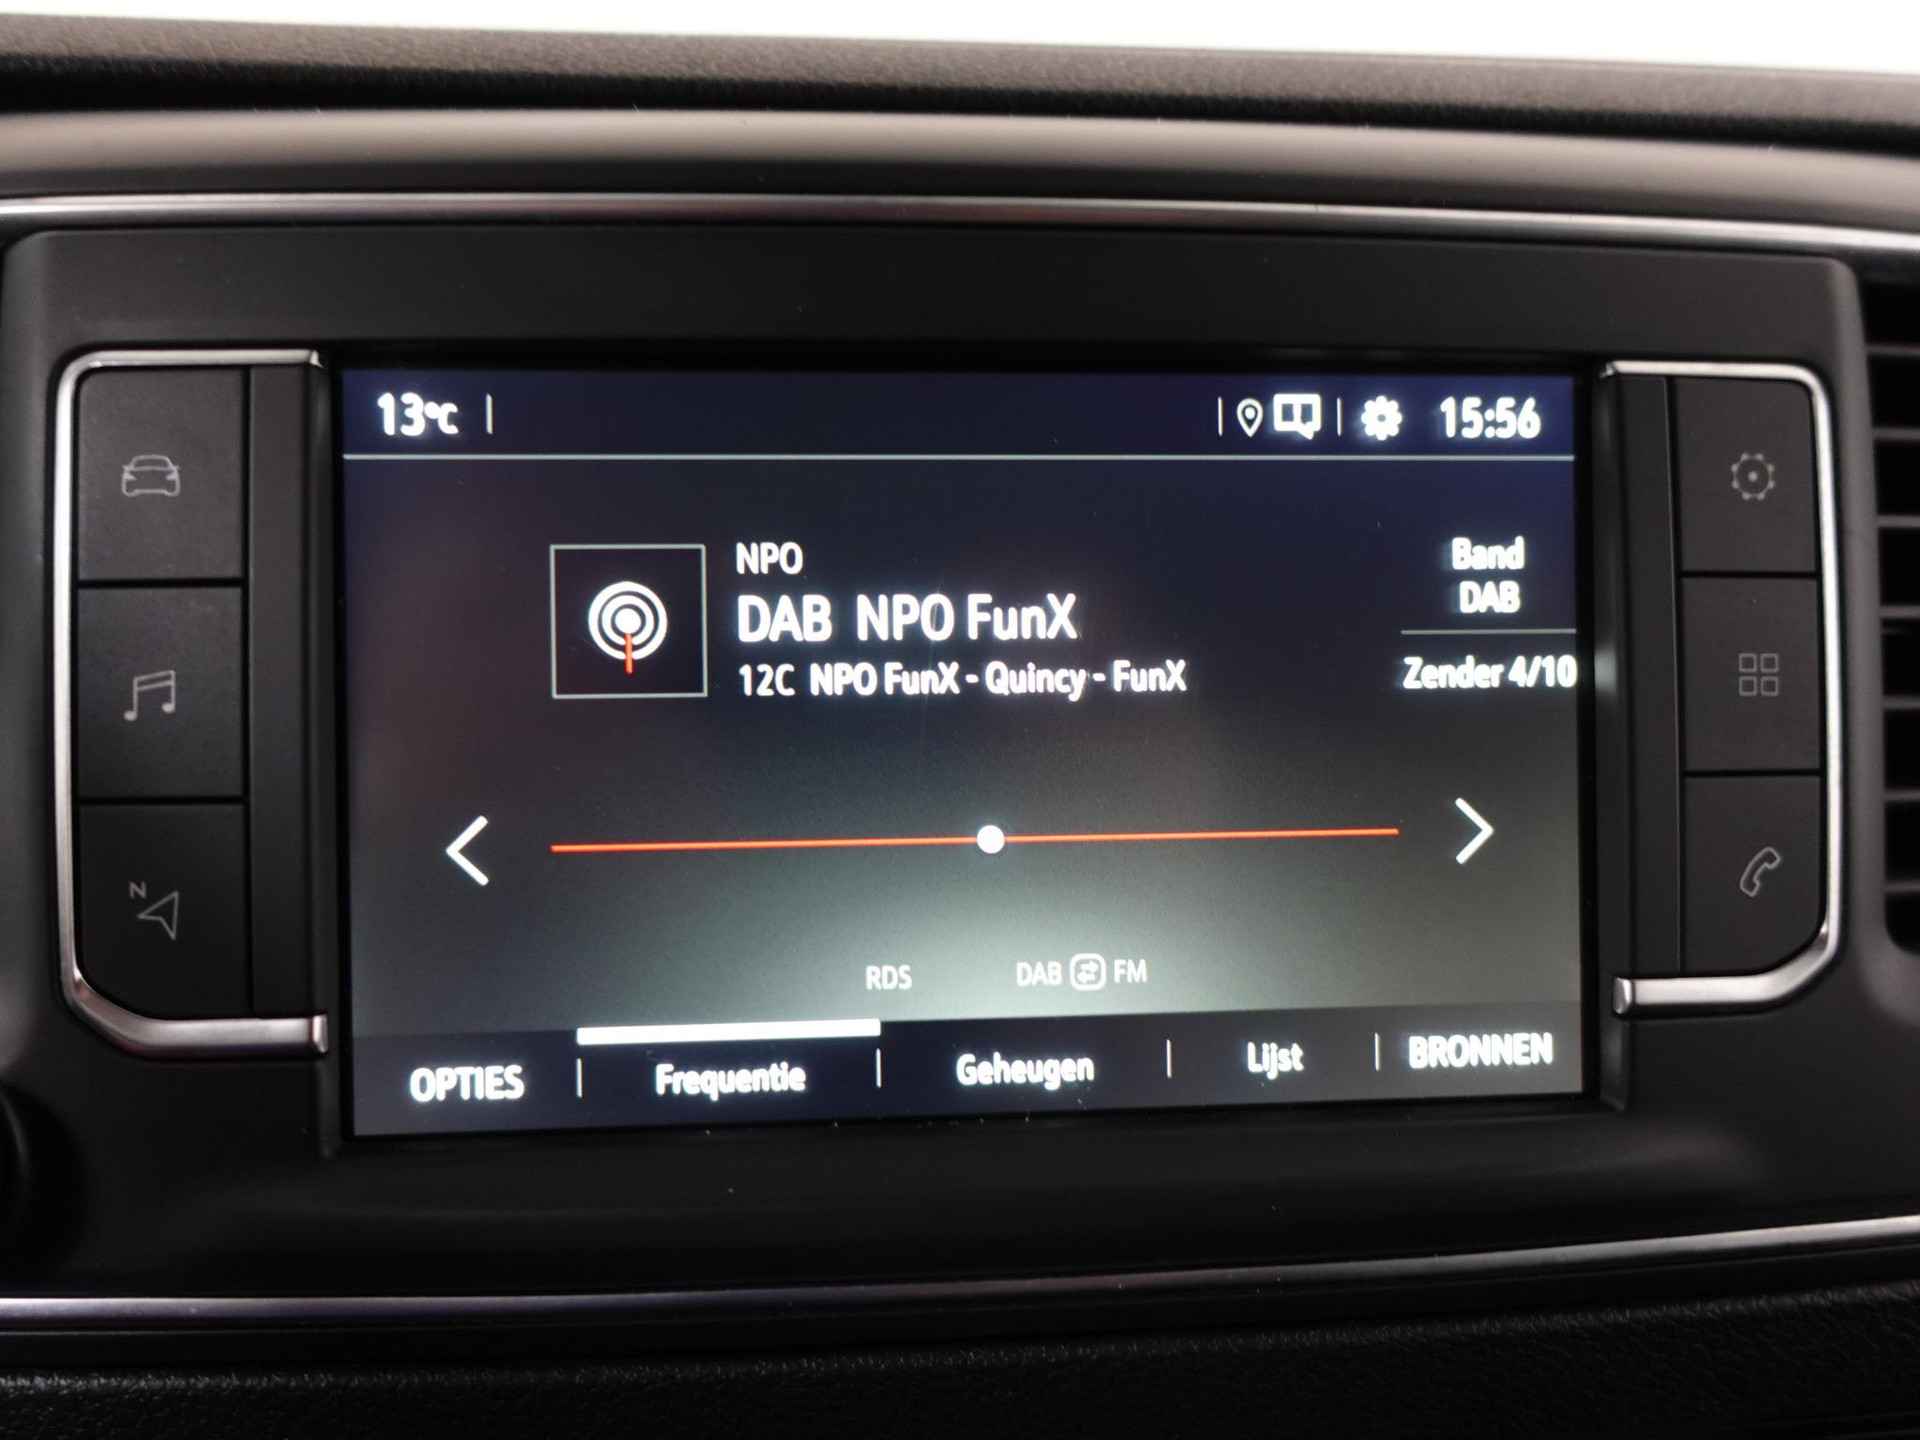 13°C
15:56
NPO
DAB NPO FunX
12C NPO FunX - Quincy - FunX
Band
DAB
Zender 4/10
N
RDS
DAB FM
OPTIES
Frequentie
Geheugen
Lijst
BRONNEN